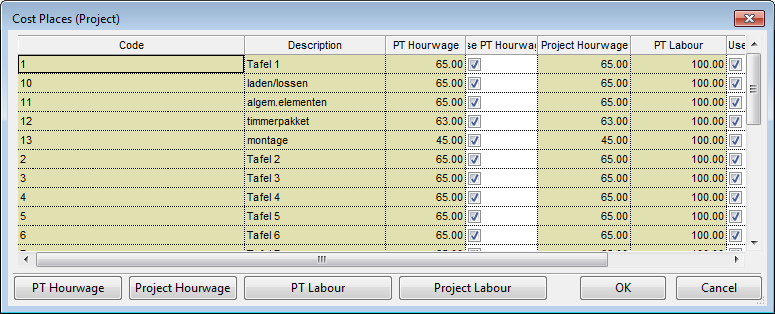 Cost Places (Project)
Code Description PT Hourwage se PT Hourwag Project Hourwage PT Labour Use
1 Tafel 1 65.00 65.00 100.00
10 laden/lossen 65.00 65.00 100.00
11 algem.elementen 65.00 65.00 100.00
12 timmerpakket 63.00 63.00 100.00
13 montage 45.00 45.00 100.00
2 Tafel 2 65.00 65.00 100.00
3 Tafel 3 65.00 65.00 100.00
4 Tafel 4 65.00 65.00 100.00
5 Tafel 5 65.00 65.00 100.00
6 Tafel 6 65.00 65.00 100.00
PT Hourwage Project Hourwage PT Labour Project Labour OK Cancel